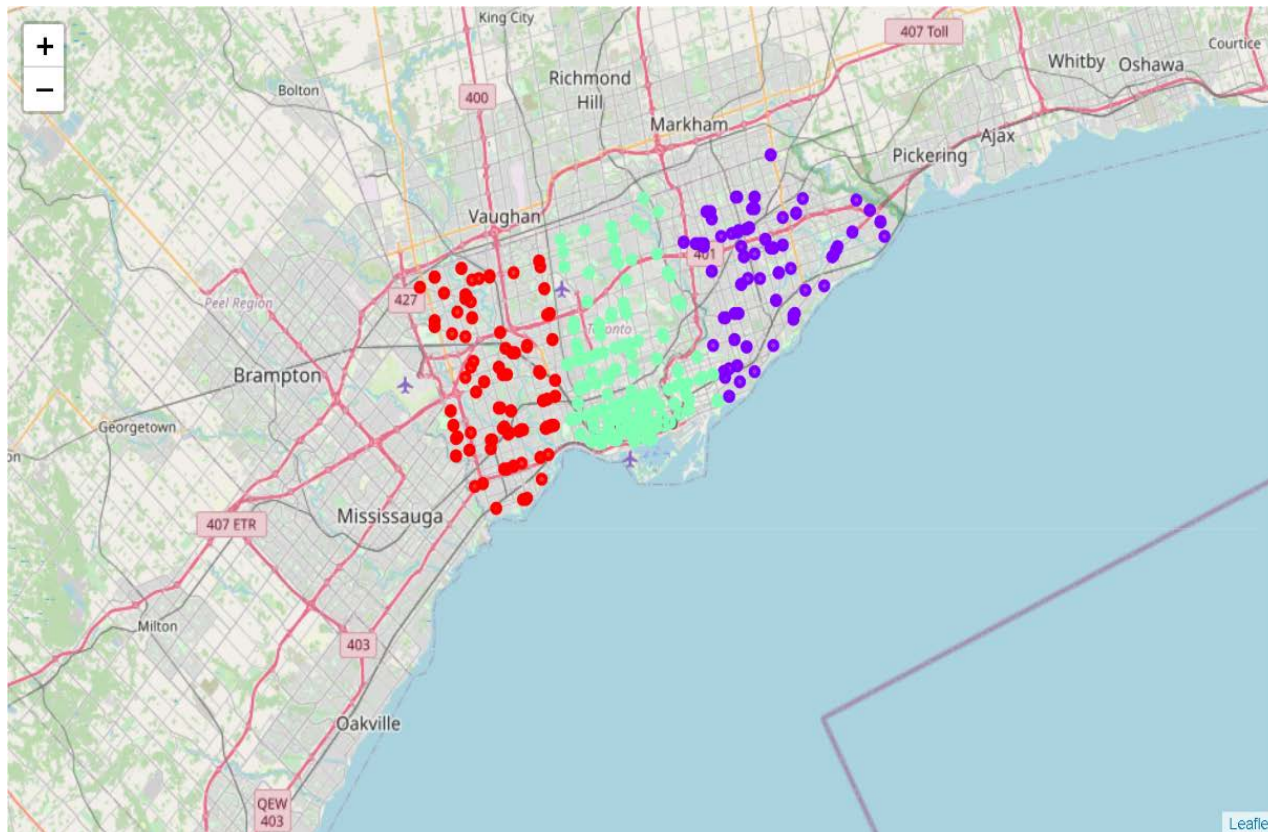 +
−
King City
407 Toll
Courtice
Whitby
Oshawa
Richmond
Hill
Bolton
400
Markham
Ajax
Pickering
Vaughan
401
427
Peel Region
Toronto
Brampton
Georgetown
on
Mississauga
407 ETR
Milton
403
Oakville
QEW
403
Leafle